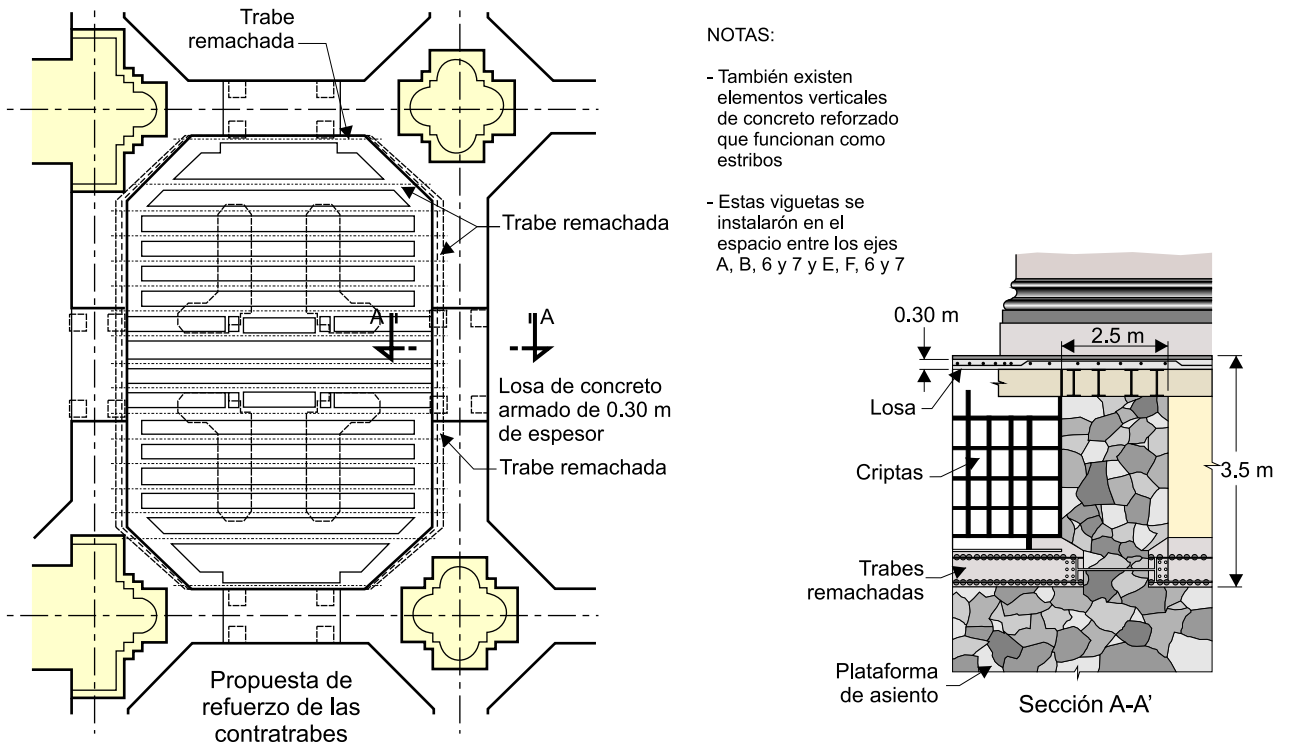 Trabe
remachada
Trabe remachada
A
A
Losa de concreto
armado de 0.30 m
de espesor
Trabe remachada
Propuesta de
refuerzo de las
contratrabes
NOTAS:
- También existen
elementos verticales
de concreto reforzado
que funcionan como
estribos
- Estas viguetas se
instalarón en el
espacio entre los ejes
A, B, 6 y 7 y E, F, 6 y 7
0.30 m
2.5 m
Losa
Criptas
3.5 m
Trabes
remachadas
Plataforma
de asiento
Sección A-A'